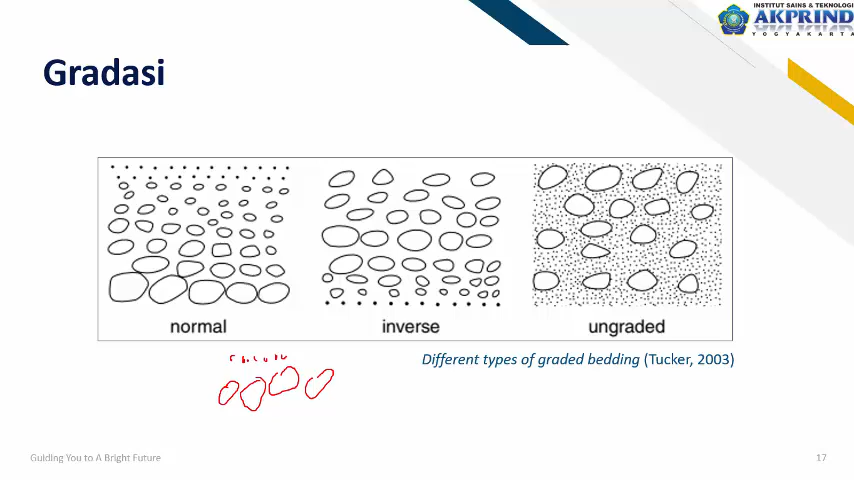 INSTITUT SAINS & TEKNOLOGI
AKPRIND
YOGYAKARTA
Gradasi
normal
inverse
ungraded
Different types of graded bedding (Tucker, 2003)
Guiding You to A Bright Future
17